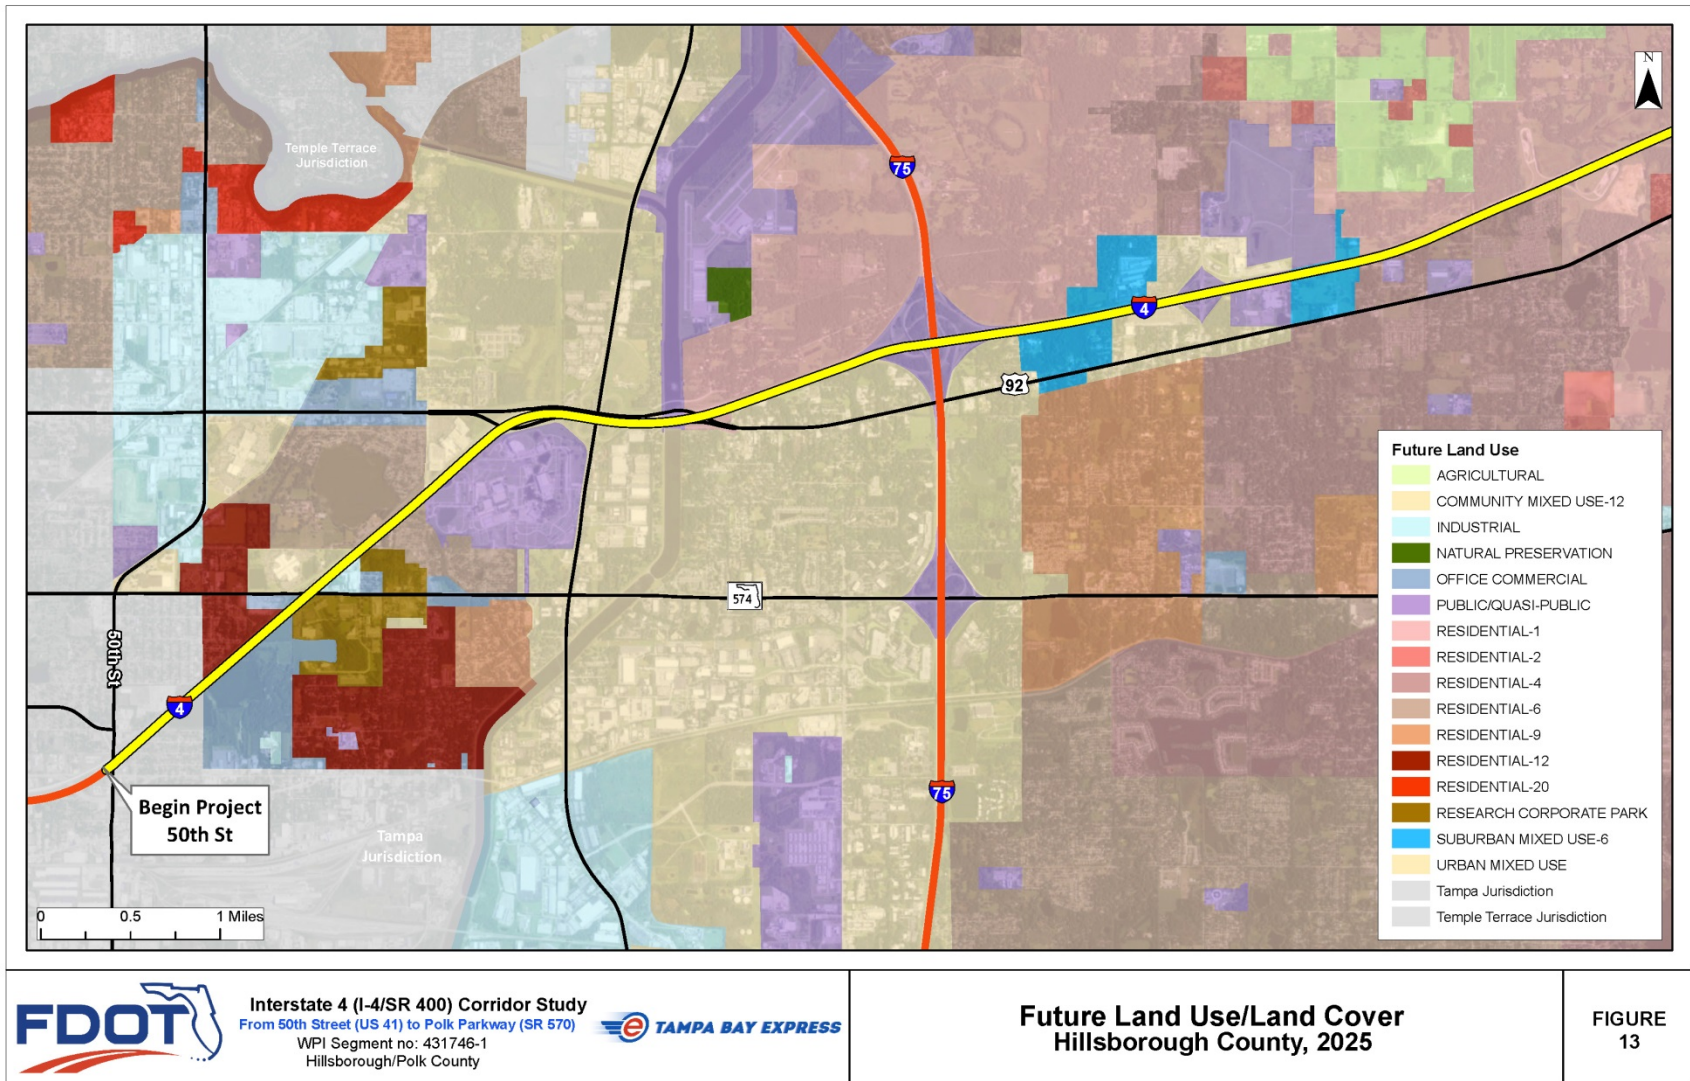 N
Temple Terrace
Jurisdiction
75
4
92
574
50th St
4
75
Begin Project
50th St
Tampa
Jurisdiction
0 0.5 1 Miles
Future Land Use
AGRICULTURAL
COMMUNITY MIXED USE-12
INDUSTRIAL
NATURAL PRESERVATION
OFFICE COMMERCIAL
PUBLIC/QUASI-PUBLIC
RESIDENTIAL-1
RESIDENTIAL-2
RESIDENTIAL-4
RESIDENTIAL-6
RESIDENTIAL-9
RESIDENTIAL-12
RESIDENTIAL-20
RESEARCH CORPORATE PARK
SUBURBAN MIXED USE-6
URBAN MIXED USE
Tampa Jurisdiction
Temple Terrace Jurisdiction
FDOT
Interstate 4 (I-4/SR 400) Corridor Study
From 50th Street (US 41) to Polk Parkway (SR 570)
WPI Segment no: 431746-1
Hillsborough/Polk County
e TAMPA BAY EXPRESS
Future Land Use/Land Cover
Hillsborough County, 2025
FIGURE
13